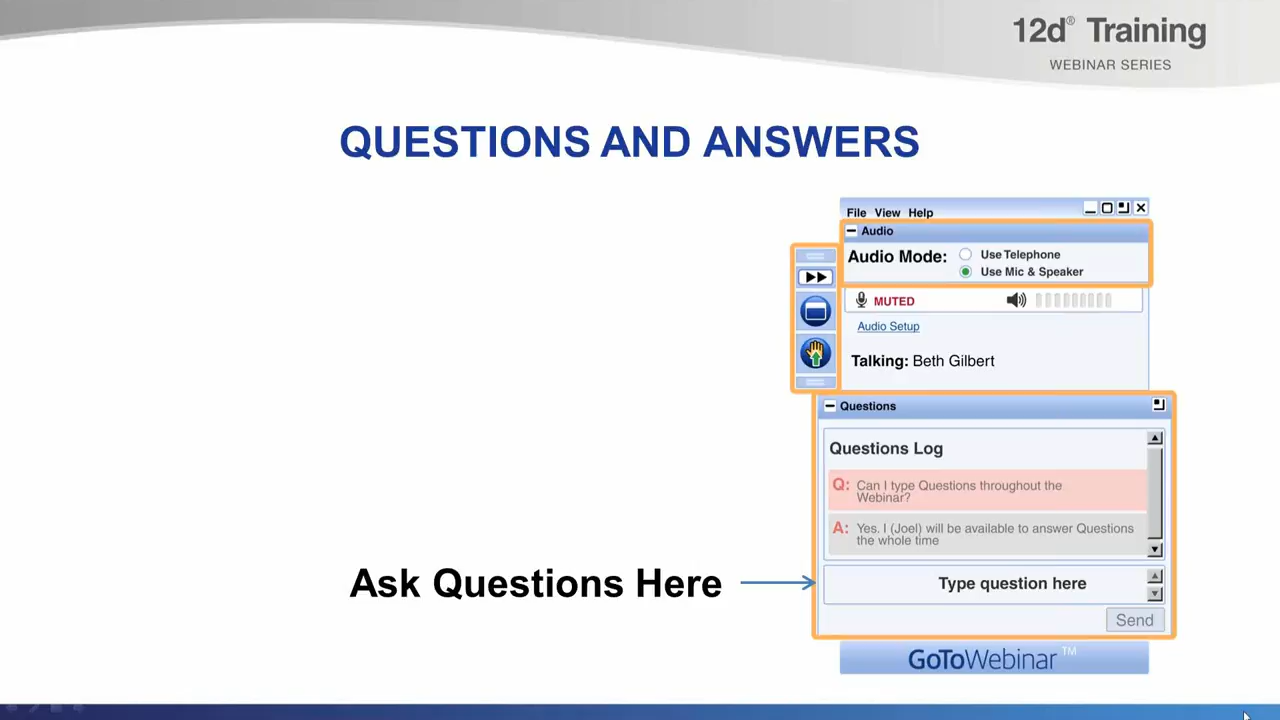 12d® Training
WEBINAR SERIES
QUESTIONS AND ANSWERS
File View Help
Audio
Audio Mode:
Use Telephone
Use Mic & Speaker
MUTED
Audio Setup
Talking: Beth Gilbert
Questions
Questions Log
Q: Can I type Questions throughout the
Webinar?
A: Yes. I (Joel) will be available to answer Questions
the whole time
Ask Questions Here
Type question here
Send
GoToWebinar™